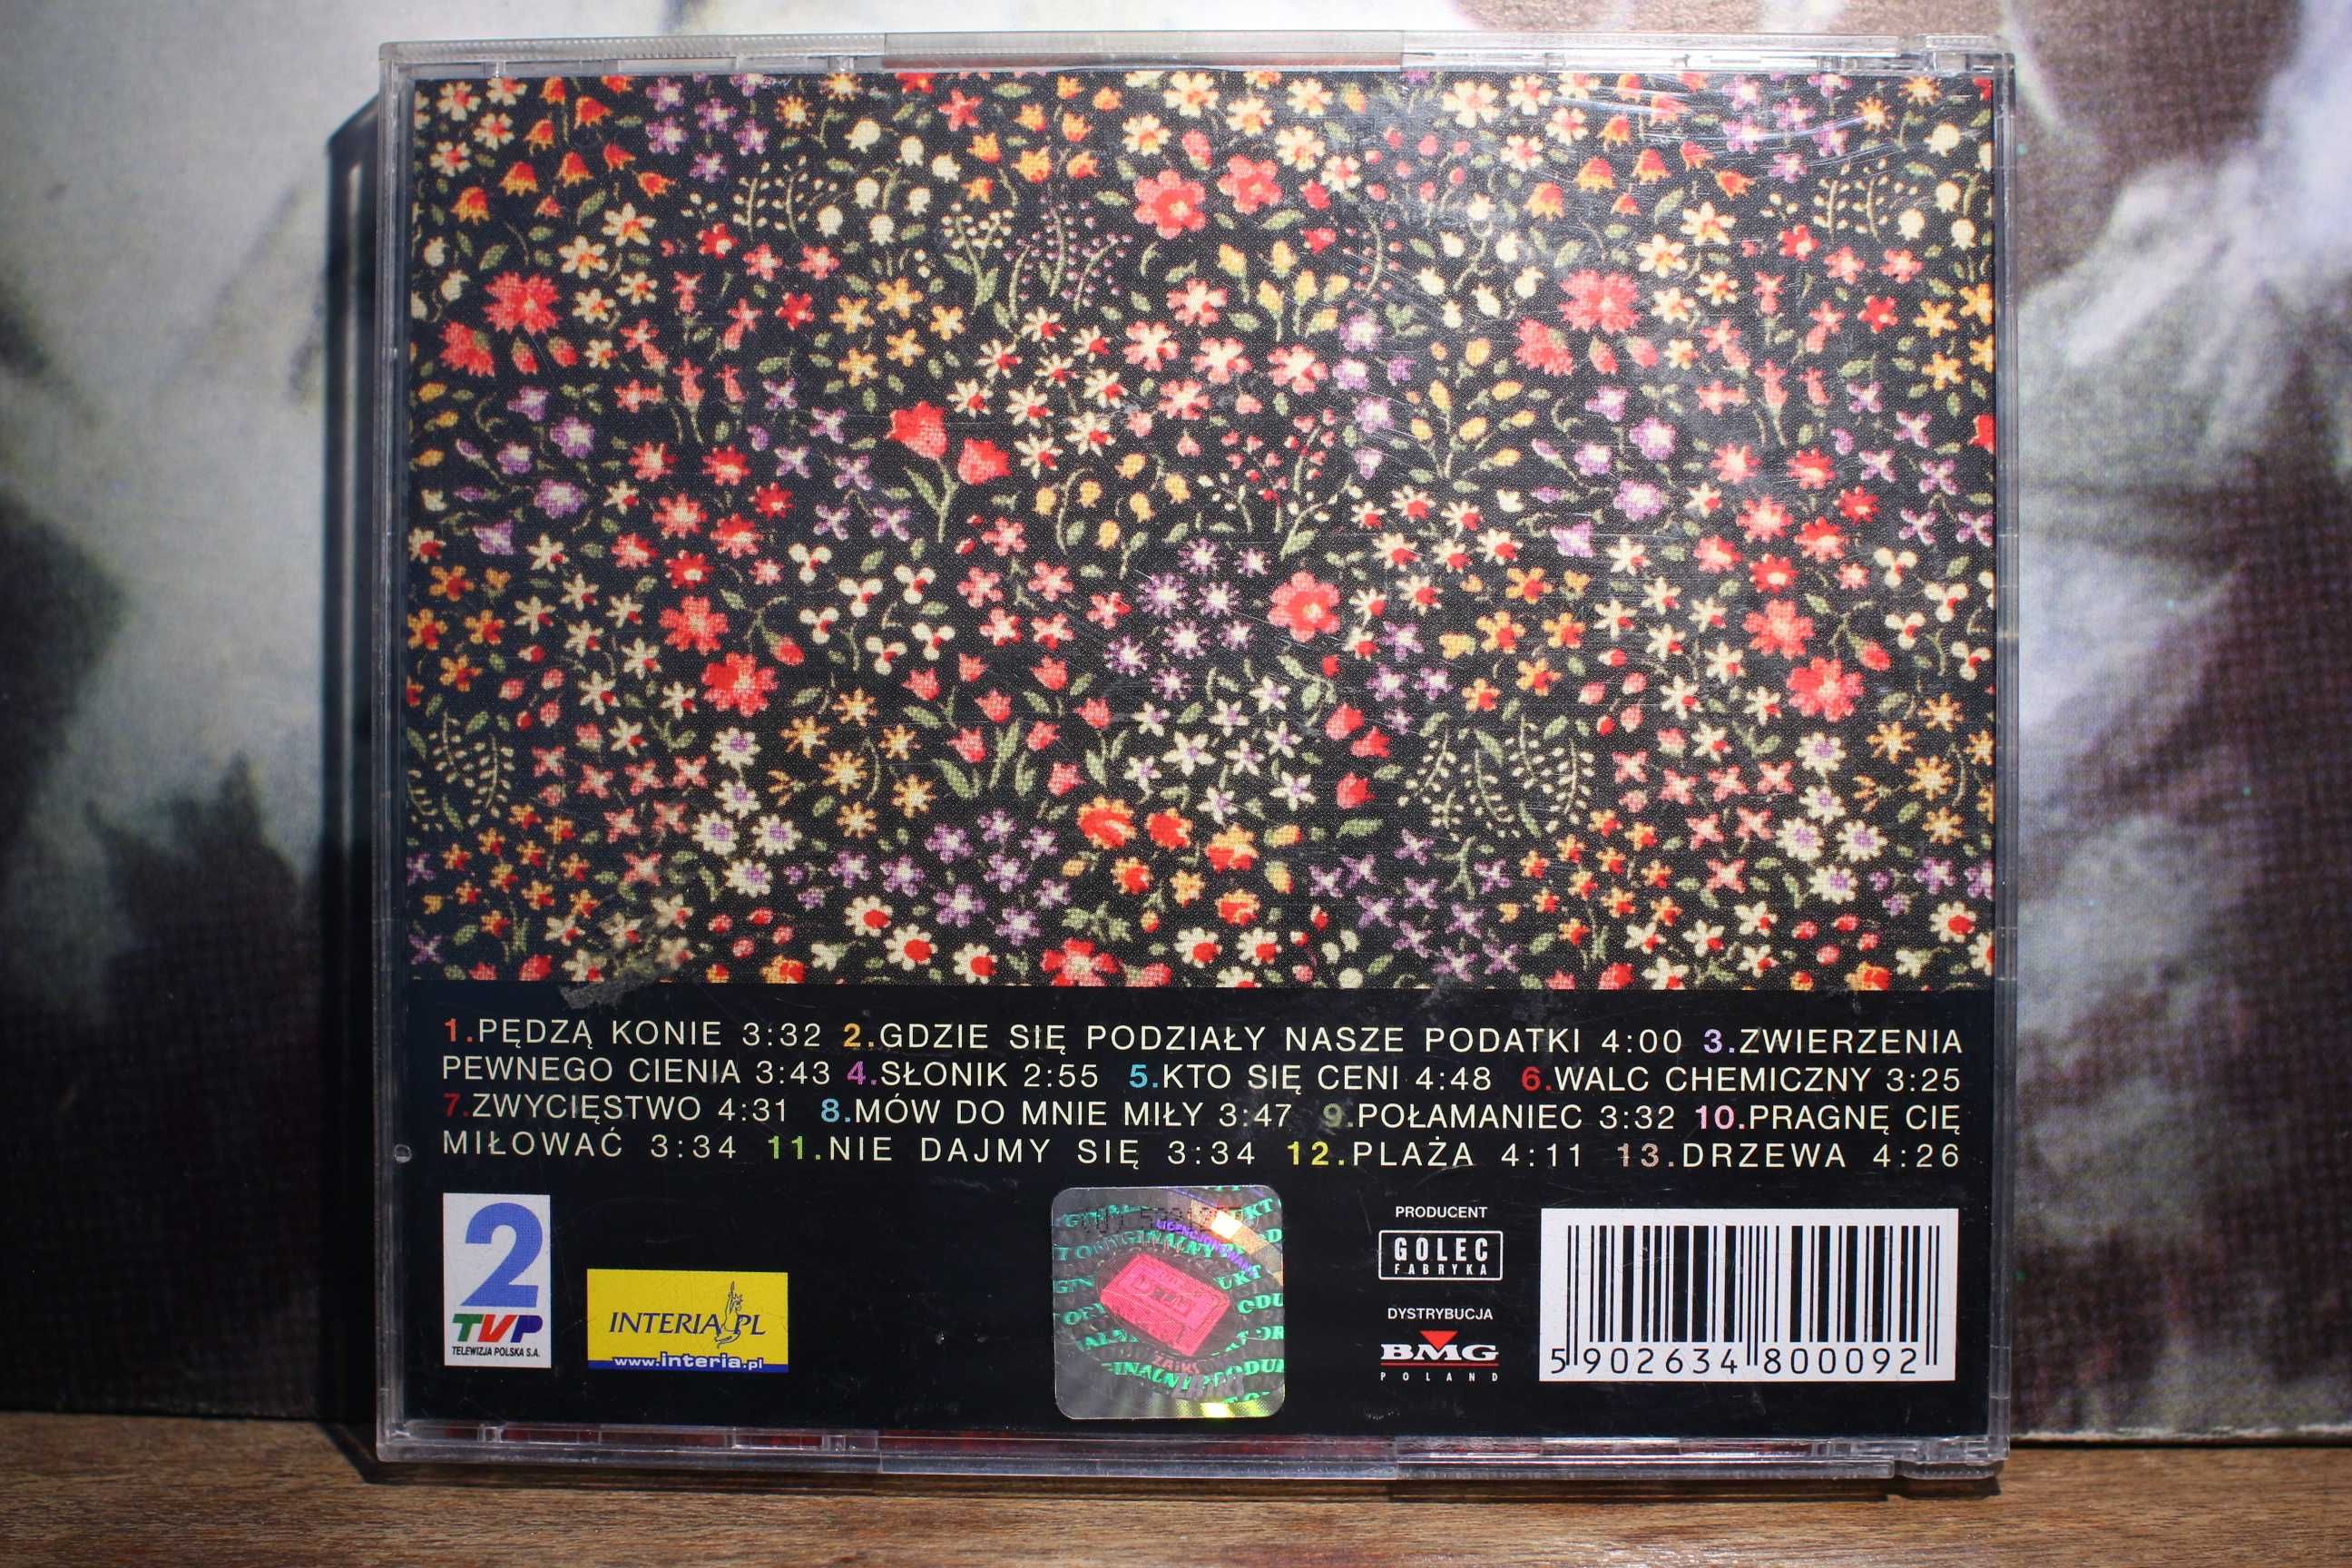 1.PĘDZĄ KONIE 3:32 2.GDZIE SIĘ PODZIAŁY NASZE PODATKI 4:00 3.ZWIERZENIA
PEWNEGO CIENIA 3:43 4.SŁONIK 2:55 5.KTO SIĘ CENI 4:48 6.WALC CHEMICZNY 3:25
7.ZWYCIĘSTWO 4:31 8.MÓW DO MNIE MIŁY 3:47 9.POŁAMANIEC 3:32 10.PRAGNĘ CIĘ
MIŁOWAĆ 3:34 11.NIE DAJMY SIĘ 3:34 12.PLAŻA 4:11 13.DRZEWA 4:26
2
TVP
TELEWIZJA POLSKA S.A.
INTERIA PL
www.interia.pl
ORYGINALNY
ZAIKS
PRODUCENT
GOLEC
FABRYKA
DYSTRYBUCJA
BMG
POLAND
5 902634 800092